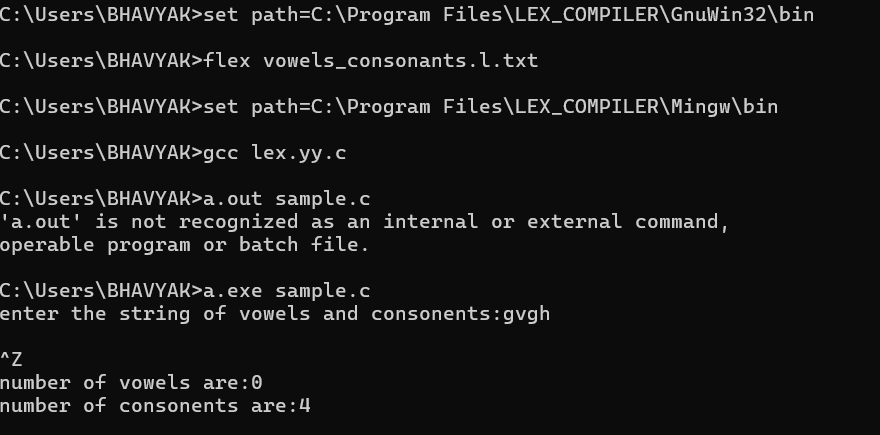 C:\Users\BHAVYAK>set path=C:\Program Files\LEX_COMPILER\GnuWin32\bin
C:\Users\BHAVYAK>flex vowels_consonants.l.txt
C:\Users\BHAVYAK>set path=C:\Program Files\LEX_COMPILER\Mingw\bin
C:\Users\BHAVYAK>gcc lex.yy.c
C:\Users\BHAVYAK>a.out sample.c
'a.out' is not recognized as an internal or external command,
operable program or batch file.
C:\Users\BHAVYAK>a.exe sample.c
enter the string of vowels and consonents:gvgh
^Z
number of vowels are:0
number of consonents are:4